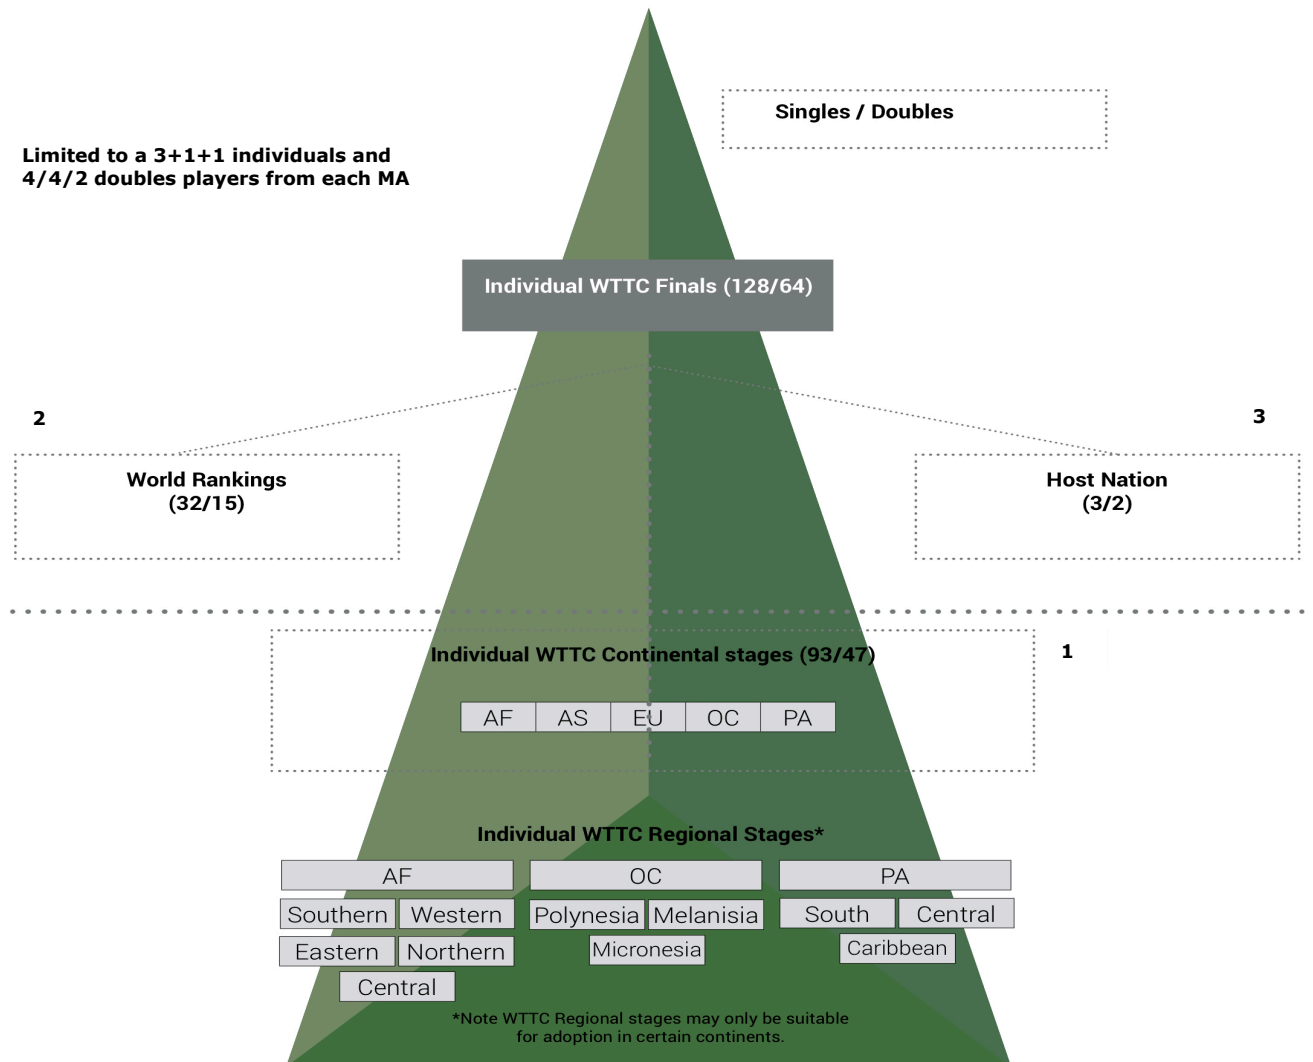 Singles / Doubles
Limited to a 3+1+1 individuals and
4/4/2 doubles players from each MA
Individual WTTC Finals (128/64)
2
3
World Rankings
(32/15)
Host Nation
(3/2)
Individual WTTC Continental stages (93/47)
1
AF AS EU OC PA
Individual WTTC Regional Stages*
AF OC PA
Southern Western Polynesia Melanisia South Central
Eastern Northern Micronesia Caribbean
Central
*Note WTTC Regional stages may only be suitable
for adoption in certain continents.